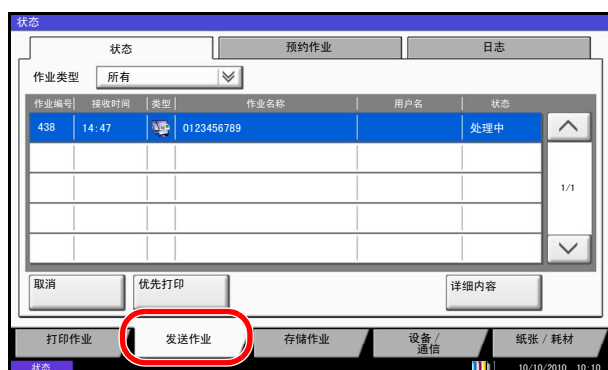 状态
状态 预约作业 日志
作业类型 所有
作业编号 接收时间 类型 作业名称 用户名 状态
438 14:47 0123456789 处理中
1/1
取消 优先打印 详细内容
打印作业 发送作业 存储作业 设备 / 通信 纸张 / 耗材
状态 10/10/2010 10:10